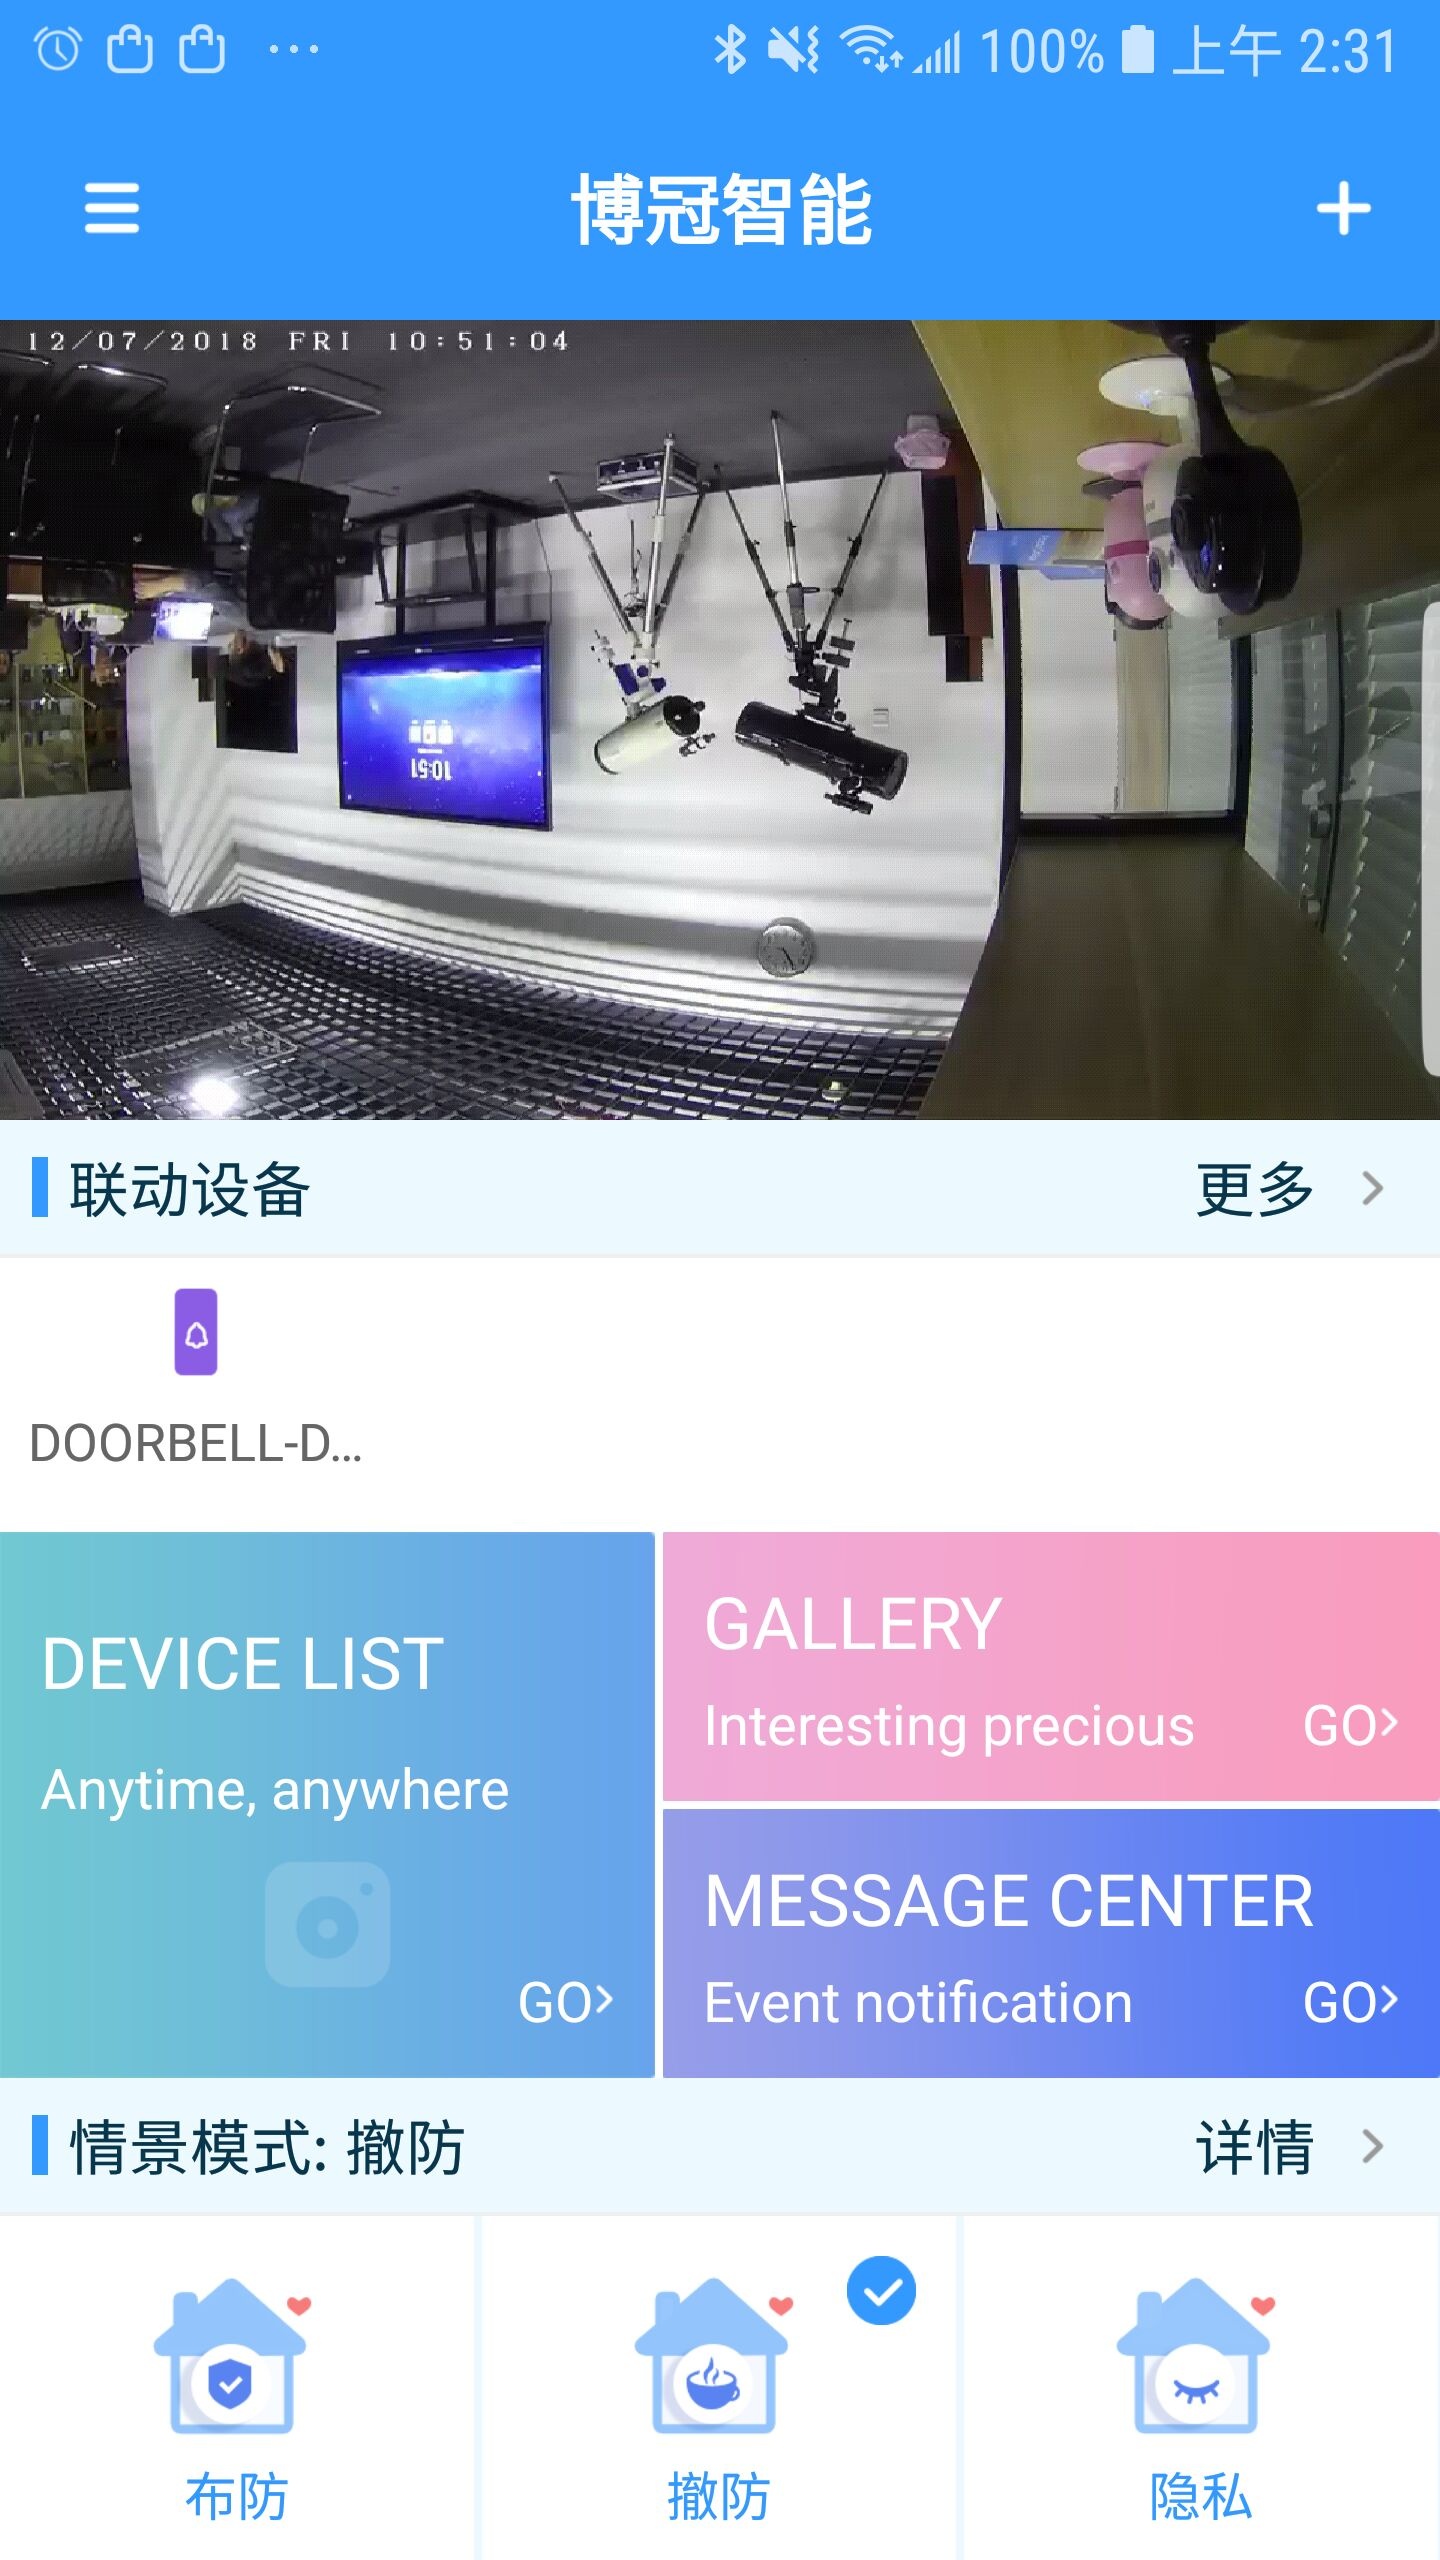 100% 上午 2:31
博冠智能
12/07/2018 FRI 10:51:04
10:51
联动设备
更多
DOORBELL-D...
DEVICE LIST
Anytime, anywhere
GO
GALLERY
Interesting precious
GO
MESSAGE CENTER
Event notification
GO
情景模式: 撤防
详情
布防
撤防
隐私